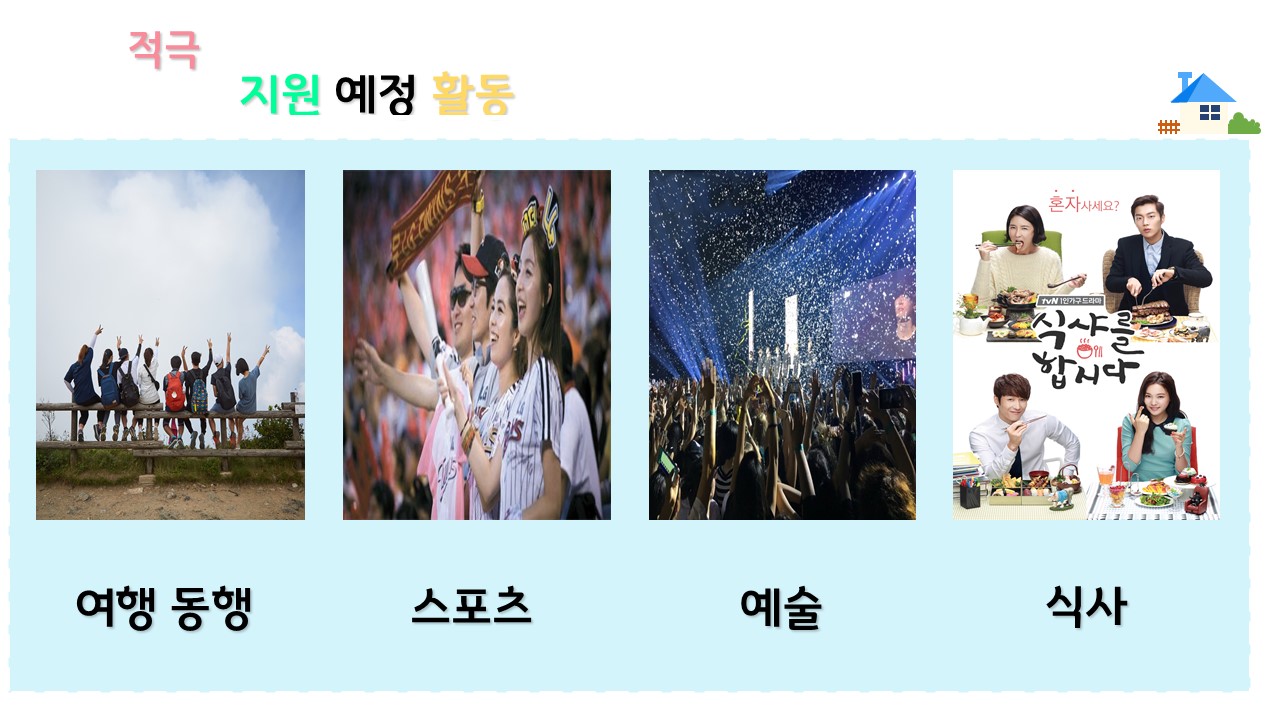 적극
지원 예정 활동
혼자사세요?
tvN 1인가구 드라마
식샤를
합시다
여행 동행
스포츠
예술
식사